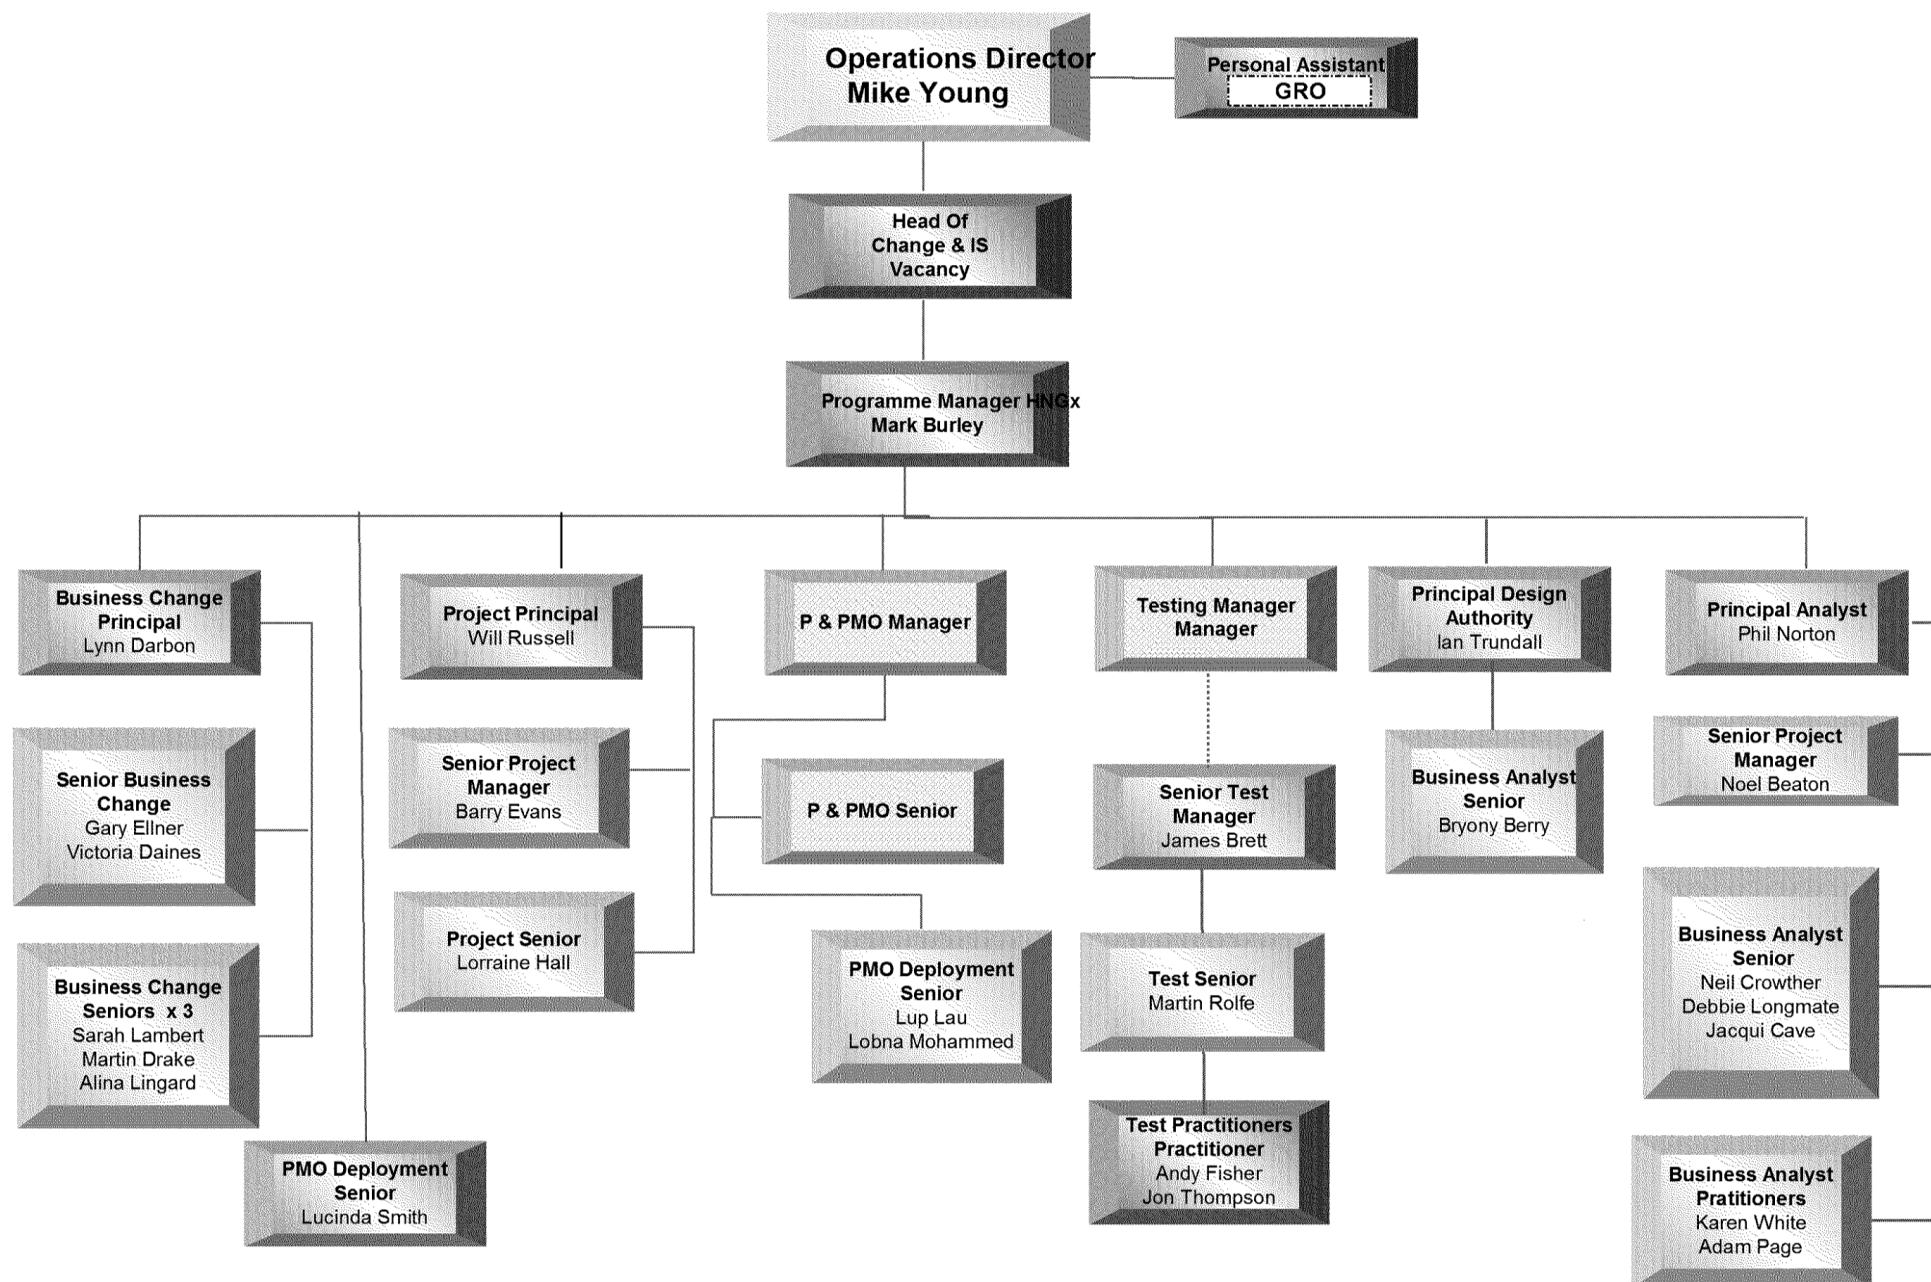 Operations Director
Mike Young
Personal Assistant
GRO
Head Of
Change & IS
Vacancy
Programme Manager HNGx
Mark Burley
Business Change
Principal
Lynn Darbon
Project Principal
Will Russell
P & PMO Manager
Testing Manager
Manager
Principal Design
Authority
Ian Trundall
Principal Analyst
Phil Norton
Senior Business
Change
Gary Ellner
Victoria Daines
Senior Project
Manager
Barry Evans
P & PMO Senior
Senior Test
Manager
James Brett
Business Analyst
Senior
Bryony Berry
Senior Project
Manager
Noel Beaton
Business Change
Seniors x 3
Sarah Lambert
Martin Drake
Alina Lingard
Project Senior
Lorraine Hall
PMO Deployment
Senior
Lup Lau
Lobna Mohammed
Test Senior
Martin Rolfe
Business Analyst
Senior
Neil Crowther
Debbie Longmate
Jacqui Cave
PMO Deployment
Senior
Lucinda Smith
Test Practitioners
Practitioner
Andy Fisher
Jon Thompson
Business Analyst
Pratitioners
Karen White
Adam Page